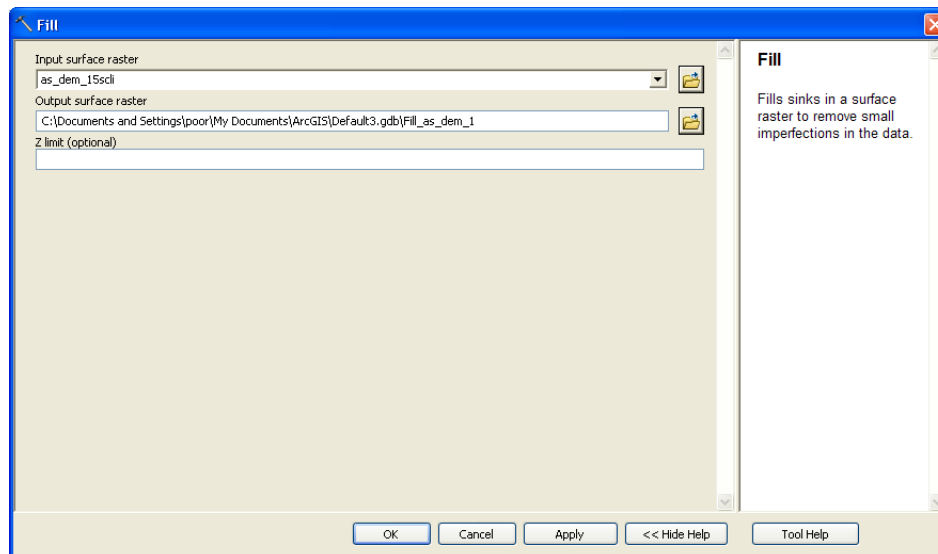 Fill
Input surface raster
as_dem_15scli
Output surface raster
C:\Documents and Settings\poor\My Documents\ArcGIS\Default3.gdb\Fill_as_dem_1
Z limit (optional)
Fill
Fills sinks in a surface
raster to remove small
imperfections in the data.
OK
Cancel
Apply
<< Hide Help
Tool Help